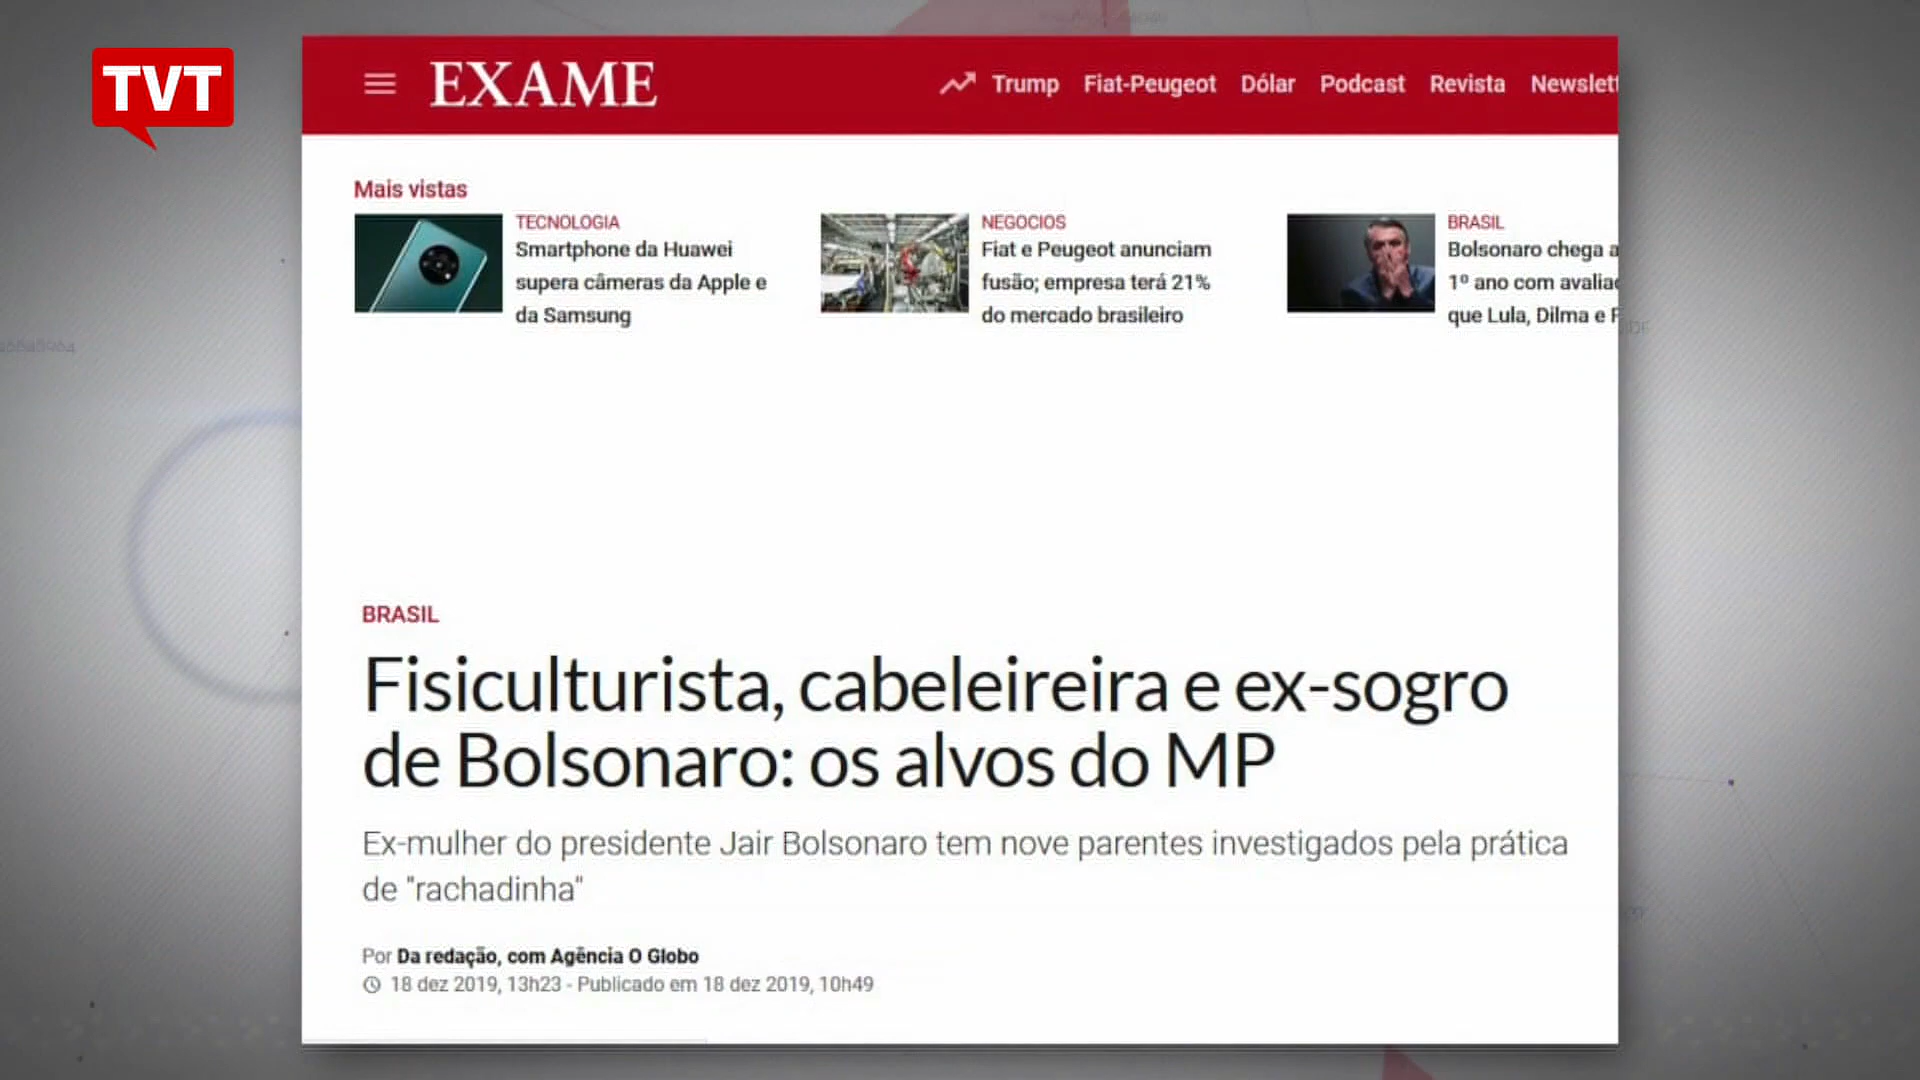 TVT
EXAME
Trump Fiat-Peugeot Dólar Podcast Revista Newslett
Mais vistas
TECNOLOGIA
Smartphone da Huawei
supera câmeras da Apple e
da Samsung
NEGÓCIOS
Fiat e Peugeot anunciam
fusão; empresa terá 21%
do mercado brasileiro
BRASIL
Bolsonaro chega a
1º ano com avaliaç
que Lula, Dilma e F
BRASIL
Fisiculturista, cabeleireira e ex-sogro
de Bolsonaro: os alvos do MP
Ex-mulher do presidente Jair Bolsonaro tem nove parentes investigados pela prática
de "rachadinha"
Por Da redação, com Agência O Globo
18 dez 2019, 13h23 - Publicado em 18 dez 2019, 10h49